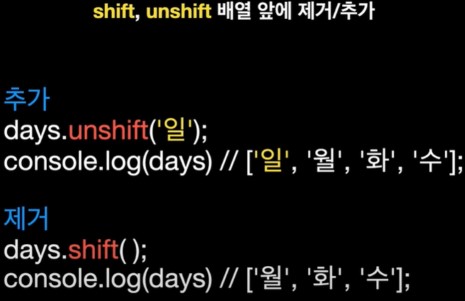 shift, unshift 배열 앞에 제거/추가
추가
days.unshift('일');
console.log(days) // ['일', '월', '화', '수'];
제거
days.shift( );
console.log(days) // ['월', '화', '수'];